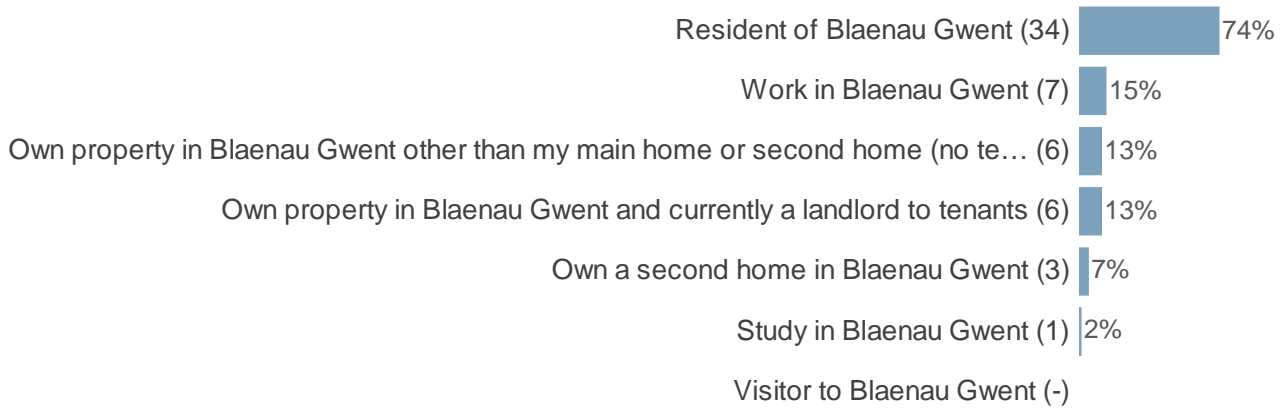 Resident of Blaenau Gwent (34) 74%
Work in Blaenau Gwent (7) 15%
Own property in Blaenau Gwent other than my main home or second home (no te… (6) 13%
Own property in Blaenau Gwent and currently a landlord to tenants (6) 13%
Own a second home in Blaenau Gwent (3) 7%
Study in Blaenau Gwent (1) 2%
Visitor to Blaenau Gwent (-)